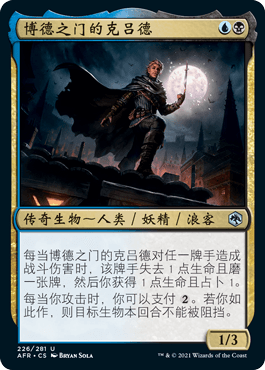 博德之门的克吕德
传奇生物～人类／妖精／浪客
每当博德之门的克吕德对任一牌手造成
战斗伤害时，该牌手失去1点生命且磨
一张牌，然后你获得1点生命且占卜1。
每当你攻击时，你可以支付2。若你如
此作，则目标生物本回合不能被阻挡。
1/3
226/281 U
AFR • CS BRYAN SOLA
™ & © 2021 Wizards of the Coast